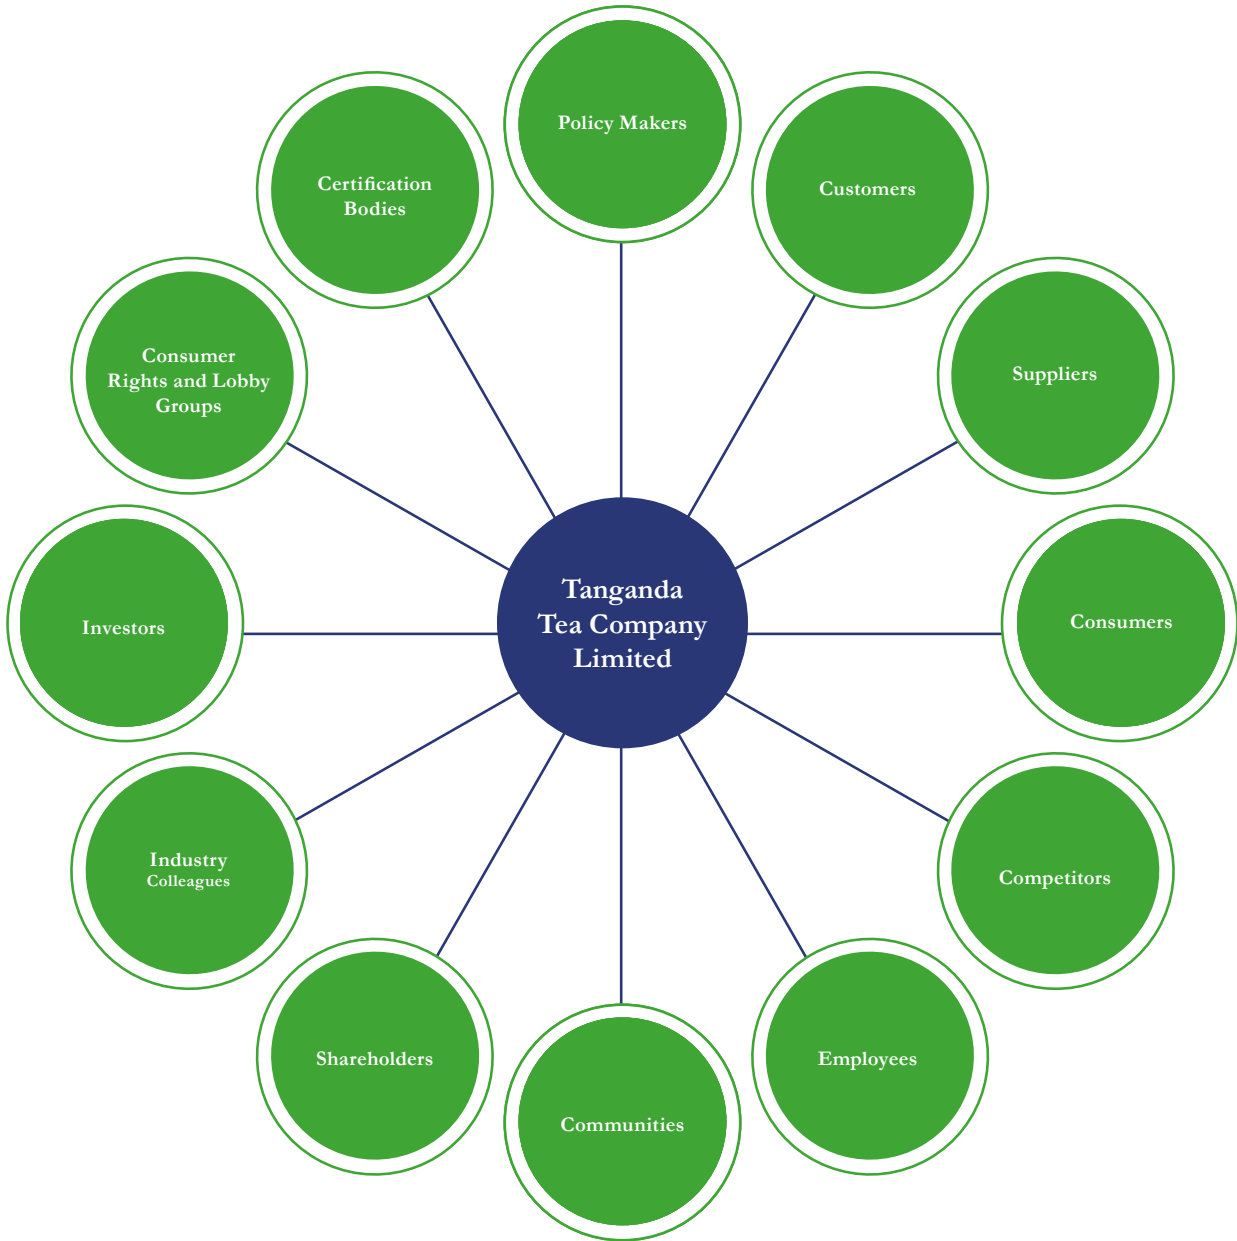 Policy Makers
Customers
Suppliers
Consumers
Competitors
Employees
Communities
Shareholders
Industry
Colleagues
Investors
Consumer
Rights and Lobby
Groups
Certification
Bodies
Tanganda
Tea Company
Limited